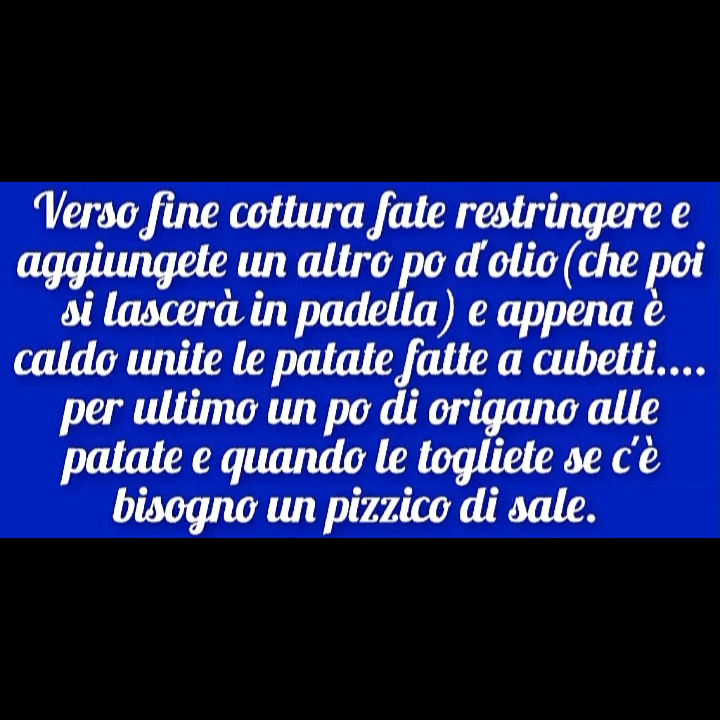 Verso fine cottura fate restringere e
aggiungete un altro po d'olio (che poi
si lascerà in padella) e appena è
caldo unite le patate fatte a cubetti....
per ultimo un po di origano alle
patate e quando le togliete se c'è
bisogno un pizzico di sale.